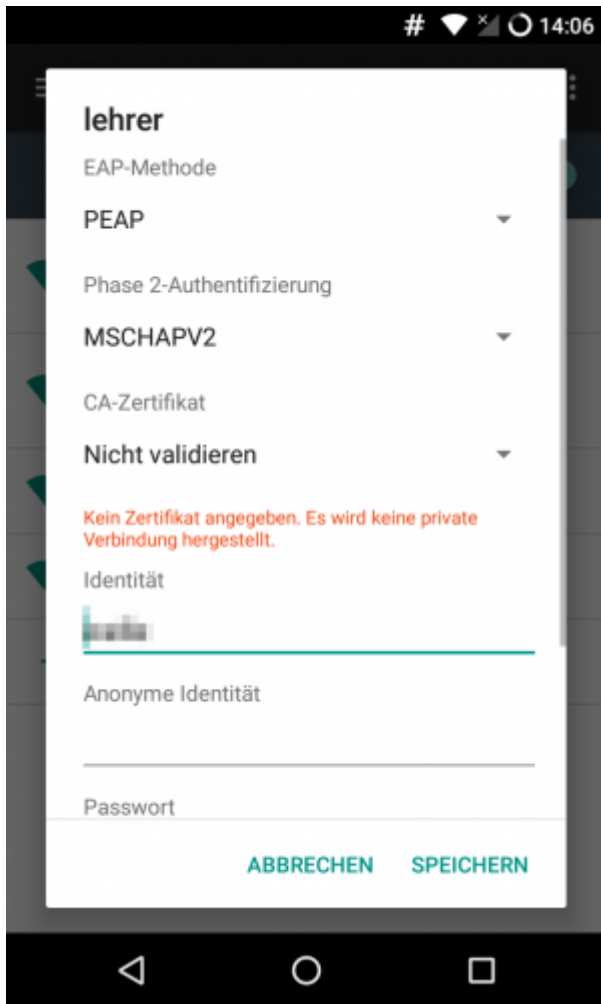 # 14:06
lehrer
EAP-Methode
PEAP
Phase 2-Authentifizierung
MSCHAPV2
CA-Zertifikat
Nicht validieren
Kein Zertifikat angegeben. Es wird keine private
Verbindung hergestellt.
Identität
Anonyme Identität
Passwort
ABBRECHEN SPEICHERN